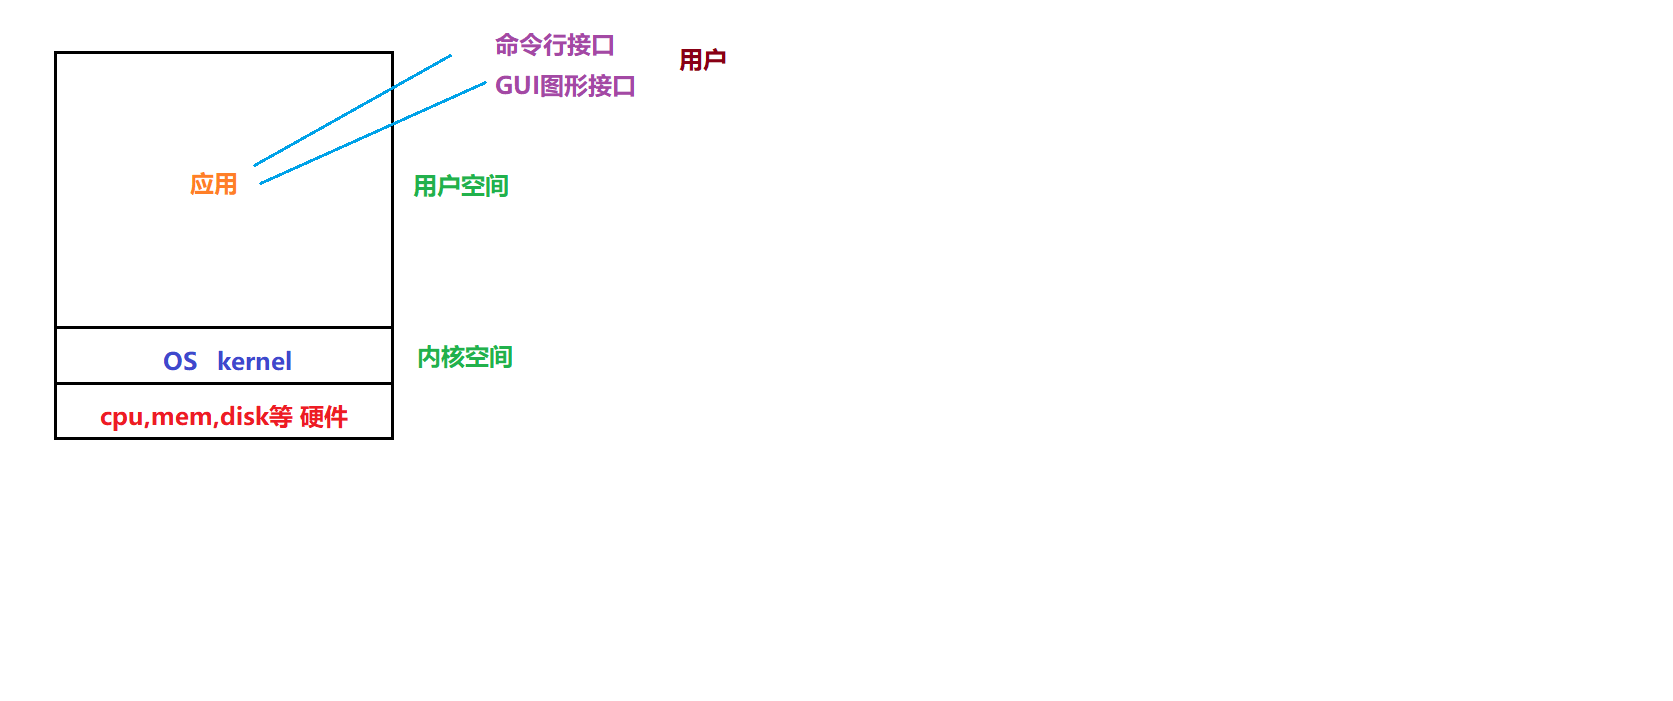 命令行接口
用户
GUI图形接口
应用
用户空间
OS kernel
内核空间
cpu,mem,disk等 硬件